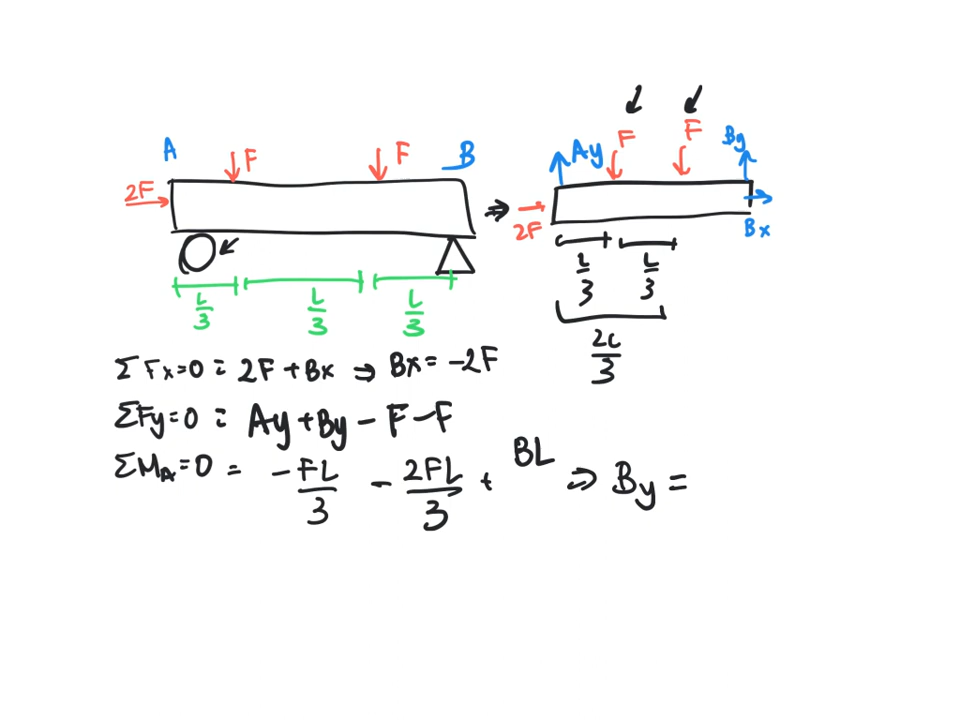 A F F B
2F
L/3 L/3 L/3
Ay F F By
2F Bx
L/3 L/3
2L/3
ΣFx=0 = 2F + Bx ⇒ Bx = -2F
ΣFy=0 = Ay + By - F - F
ΣMA=0 = -FL/3 - 2FL/3 + BL ⇒ By =